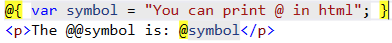 @{ var symbol = "You can print @ in html"; }
<p>The @@symbol is: @symbol</p>